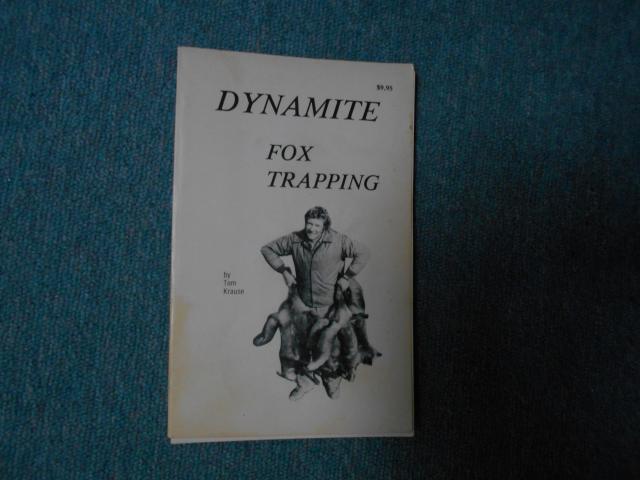 $9.95
DYNAMITE
FOX
TRAPPING
by
Tom
Krause